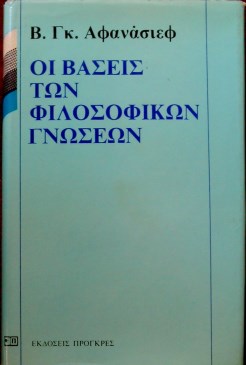 Β. Γκ. Αφανάσιεφ
ΟΙ ΒΑΣΕΙΣ
ΤΩΝ
ΦΙΛΟΣΟΦΙΚΩΝ
ΓΝΩΣΕΩΝ
ΕΚΔΟΣΕΙΣ ΠΡΟΓΚΡΕΣ